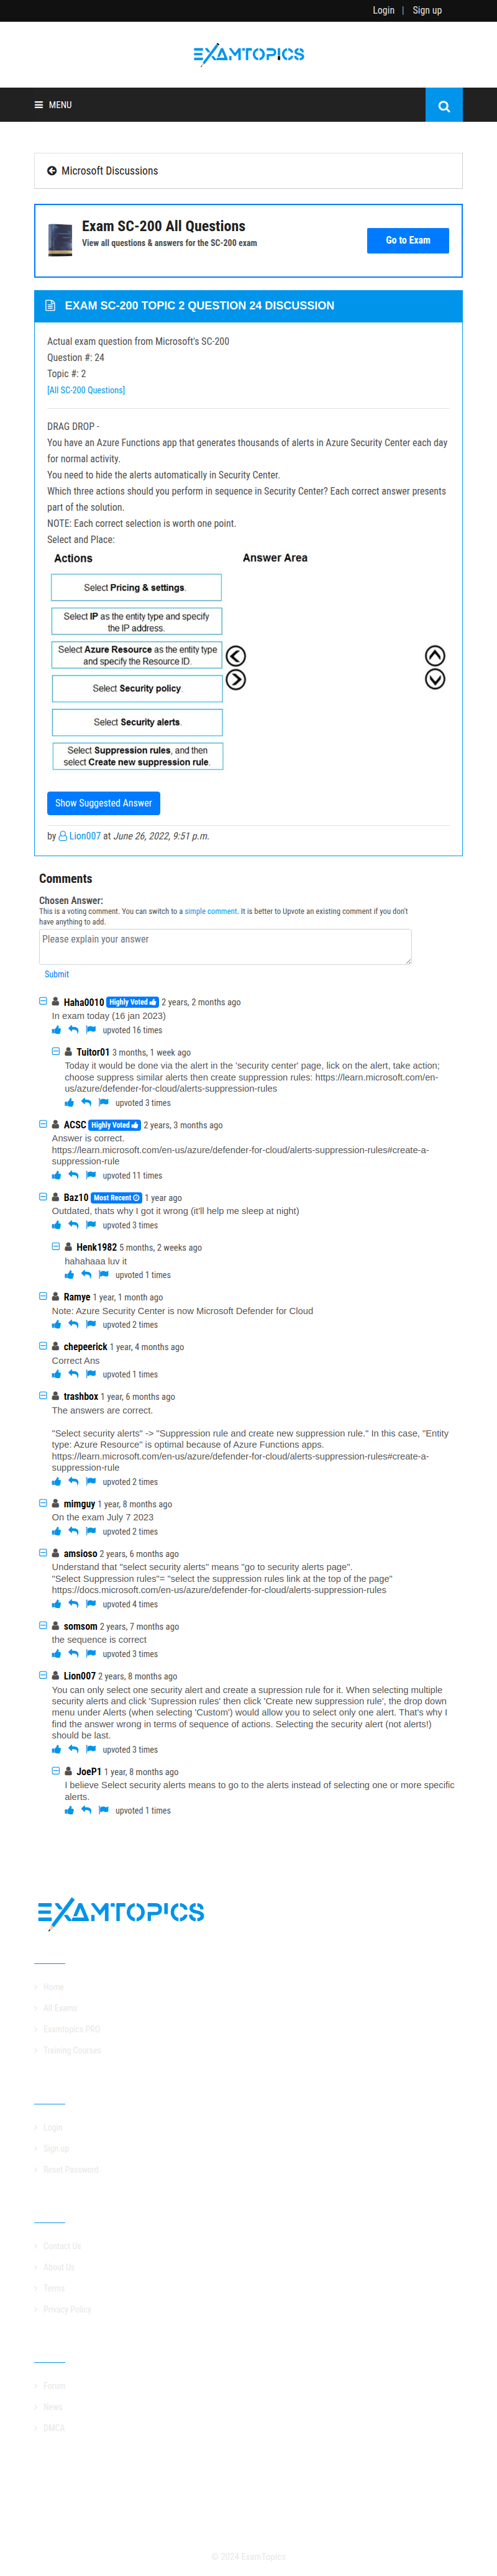 Login | Sign up
EXAMTOPICS
MENU
Microsoft Discussions
Exam SC-200 All Questions
View all questions & answers for the SC-200 exam
Go to Exam
EXAM SC-200 TOPIC 2 QUESTION 24 DISCUSSION
Actual exam question from Microsoft's SC-200
Question #: 24
Topic #: 2
[All SC-200 Questions]
DRAG DROP -
You have an Azure Functions app that generates thousands of alerts in Azure Security Center each day
for normal activity.
You need to hide the alerts automatically in Security Center.
Which three actions should you perform in sequence in Security Center? Each correct answer presents
part of the solution.
NOTE: Each correct selection is worth one point.
Select and Place:
Actions
Answer Area
Select Pricing & settings.
Select IP as the entity type and specify
the IP address.
Select Azure Resource as the entity type
and specify the Resource ID.
Select Security policy.
Select Security alerts.
Select Suppression rules, and then
select Create new suppression rule.
Show Suggested Answer
by Lion007 at June 26, 2022, 9:51 p.m.
Comments
Chosen Answer:
This is a voting comment. You can switch to a simple comment. It is better to Upvote an existing comment if you don't
have anything to add.
Please explain your answer
Submit
Haha0010 Highly Voted 2 years, 2 months ago
In exam today (16 jan 2023)
upvoted 16 times
Tuitor01 3 months, 1 week ago
Today it would be done via the alert in the 'security center' page, lick on the alert, take action;
choose suppress similar alerts then create suppression rules: https://learn.microsoft.com/en-
us/azure/defender-for-cloud/alerts-suppression-rules
upvoted 3 times
ACSC Highly Voted 2 years, 3 months ago
Answer is correct.
https://learn.microsoft.com/en-us/azure/defender-for-cloud/alerts-suppression-rules#create-a-
suppression-rule
upvoted 11 times
Baz10 Most Recent 1 year ago
Outdated, thats why I got it wrong (it'll help me sleep at night)
upvoted 3 times
Henk1982 5 months, 2 weeks ago
hahahaaa luv it
upvoted 1 times
Ramye 1 year, 1 month ago
Note: Azure Security Center is now Microsoft Defender for Cloud
upvoted 2 times
chepeerick 1 year, 4 months ago
Correct Ans
upvoted 1 times
trashbox 1 year, 6 months ago
The answers are correct.
"Select security alerts" -> "Suppression rule and create new suppression rule." In this case, "Entity
type: Azure Resource" is optimal because of Azure Functions apps.
https://learn.microsoft.com/en-us/azure/defender-for-cloud/alerts-suppression-rules#create-a-
suppression-rule
upvoted 2 times
mimguy 1 year, 8 months ago
On the exam July 7 2023
upvoted 2 times
amsioso 2 years, 6 months ago
Understand that "select security alerts" means "go to security alerts page".
"Select Suppression rules"= "select the suppression rules link at the top of the page"
https://docs.microsoft.com/en-us/azure/defender-for-cloud/alerts-suppression-rules
upvoted 4 times
somsom 2 years, 7 months ago
the sequence is correct
upvoted 3 times
Lion007 2 years, 8 months ago
You can only select one security alert and create a supression rule for it. When selecting multiple
security alerts and click 'Supression rules' then click 'Create new suppression rule', the drop down
menu under Alerts (when selecting 'Custom') would allow you to select only one alert. That's why I
find the answer wrong in terms of sequence of actions. Selecting the security alert (not alerts!)
should be last.
upvoted 3 times
JoeP1 1 year, 8 months ago
I believe Select security alerts means to go to the alerts instead of selecting one or more specific
alerts.
upvoted 1 times
EXAMTOPICS
Home
All Exams
Examtopics PRO
Training Courses
Login
Sign up
Reset Password
Contact Us
About Us
Terms
Privacy Policy
Forum
News
DMCA
© 2024 ExamTopics